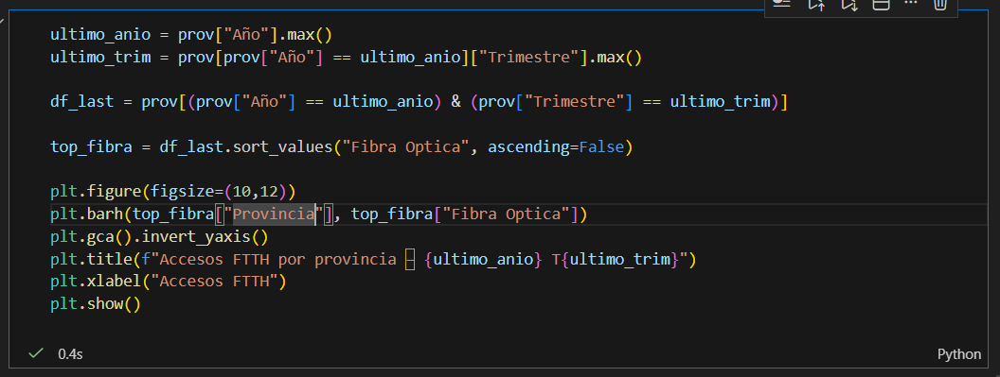 ultimo_anio = prov["Año"].max()
ultimo_trim = prov[prov["Año"] == ultimo_anio]["Trimestre"].max()
df_last = prov[(prov["Año"] == ultimo_anio) & (prov["Trimestre"] == ultimo_trim)]
top_fibra = df_last.sort_values("Fibra Optica", ascending=False)
plt.figure(figsize=(10,12))
plt.barh(top_fibra["Provincia"], top_fibra["Fibra Optica"])
plt.gca().invert_yaxis()
plt.title(f"Accesos FTTH por provincia – {ultimo_anio} T{ultimo_trim}")
plt.xlabel("Accesos FTTH")
plt.show()
0.4s
Python